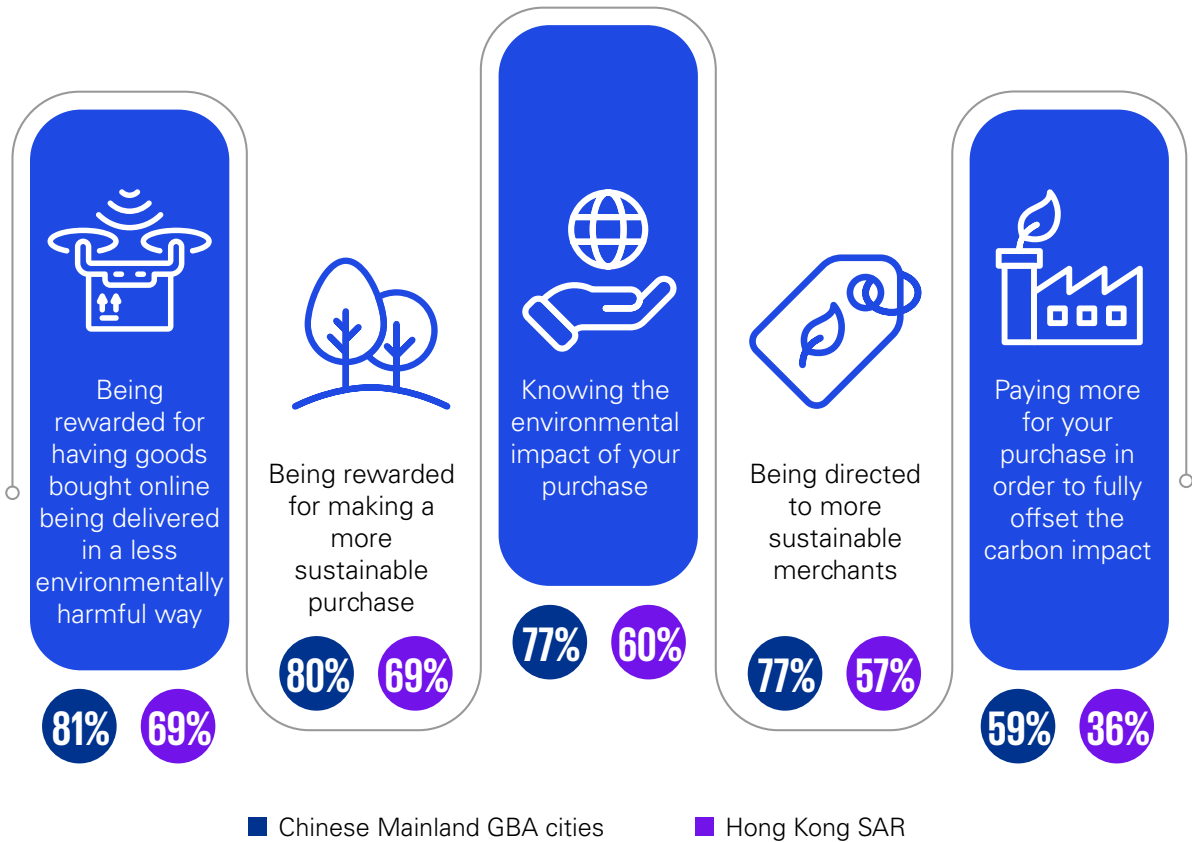 Being
rewarded for
having goods
bought online
being delivered
in a less
environmentally
harmful way
81% 69%
Being rewarded
for making a
more
sustainable
purchase
80% 69%
Knowing the
environmental
impact of your
purchase
77% 60%
Being directed
to more
sustainable
merchants
77% 57%
Paying more
for your
purchase in
order to fully
offset the
carbon impact
59% 36%
Chinese Mainland GBA cities
Hong Kong SAR